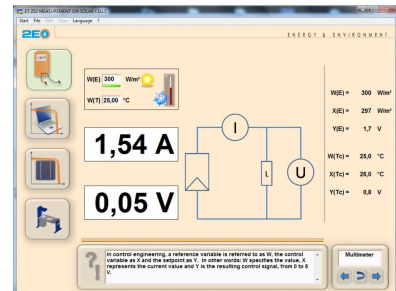 ET 252 MEASUREMENT ON SOLAR CELLS
Start File Edit View Language ?
2E
ENERGY & ENVIRONMENT
W(E) 300 W/m²
W(T) 25,00 °C
1,54 A
0,05 V
I
L
U
W(E) = 300 W/m²
X(E) = 297 W/m²
Y(E) = 1,7 V
W(Tc) = 25,0 °C
X(Tc) = 26,0 °C
Y(Tc) = 0,8 V
?
In control engineering, a reference variable is referred to as W, the control
variable as X and the setpoint as Y. In other words: W specifies the value, X
represents the current value and Y is the resulting control signal, from 0 to 5
V.
Multimeter